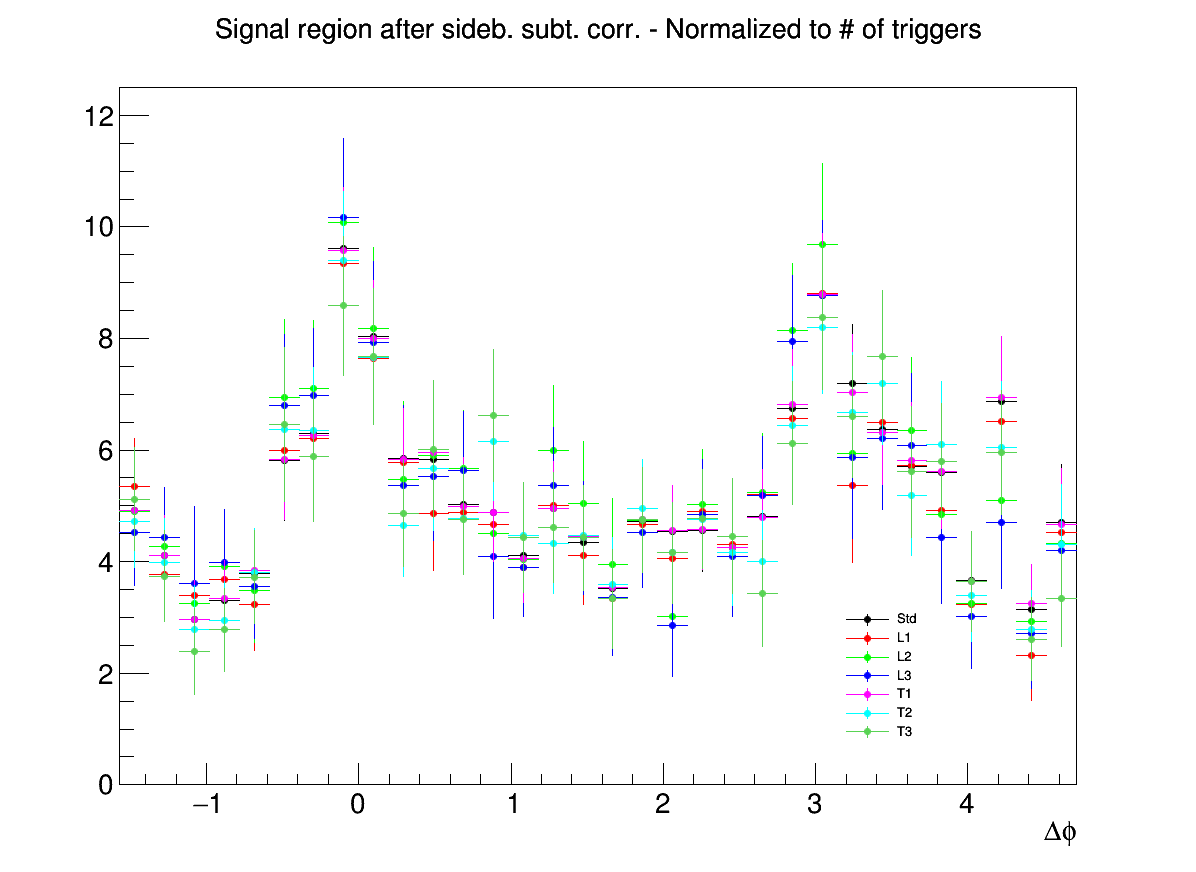 Signal region after sideb. subt. corr. - Normalized to # of triggers
12
10
8
6
4
2
0
Std
L1
L2
L3
T1
T2
T3
−1 0 1 2 3 4
Δϕ